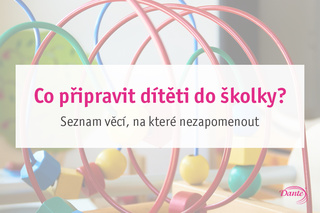 Co připravit dítěti do školky?
Seznam věcí, na které nezapomenout
Dante